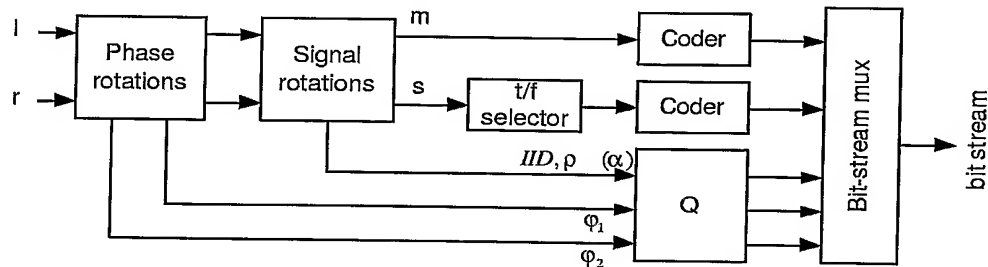 l
r
Phase
rotations
Signal
rotations
m
s
t/f
selector
Coder
Coder
IID, ρ (α)
φ₁
φ₂
Q
Bit-stream mux
bit stream